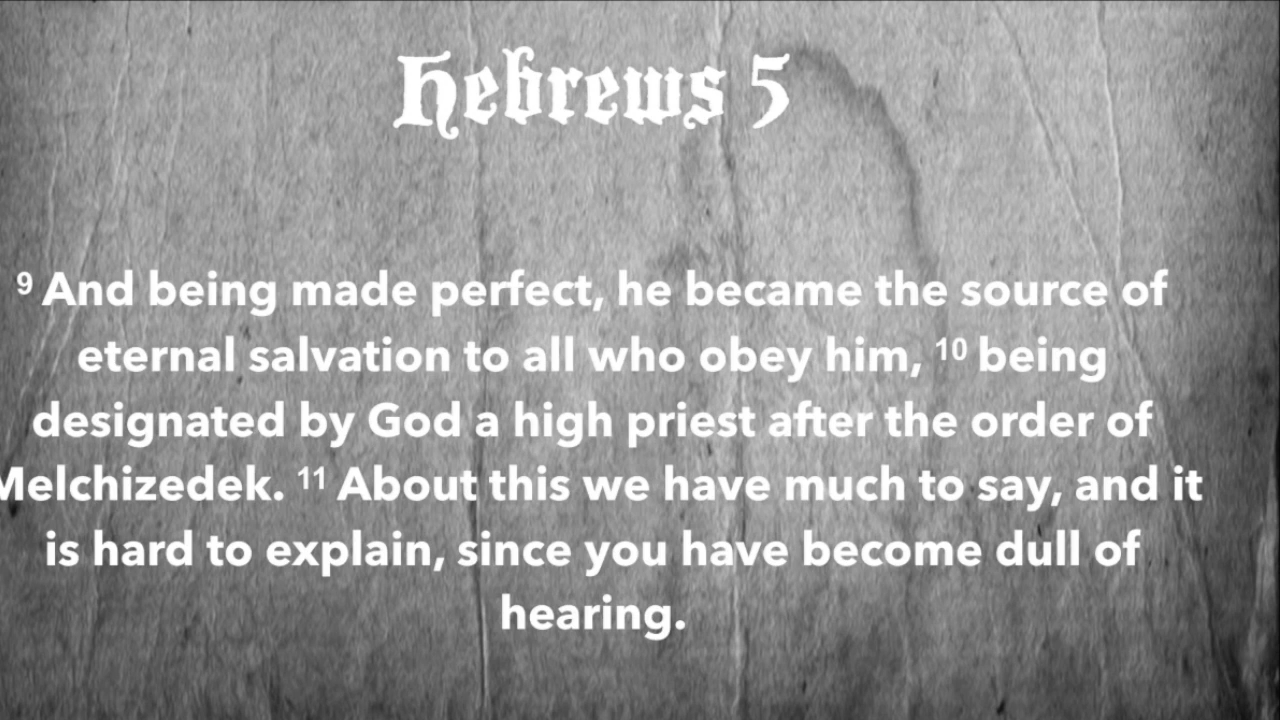 Hebrews 5
9 And being made perfect, he became the source of
eternal salvation to all who obey him, 10 being
designated by God a high priest after the order of
Melchizedek. 11 About this we have much to say, and it
is hard to explain, since you have become dull of
hearing.